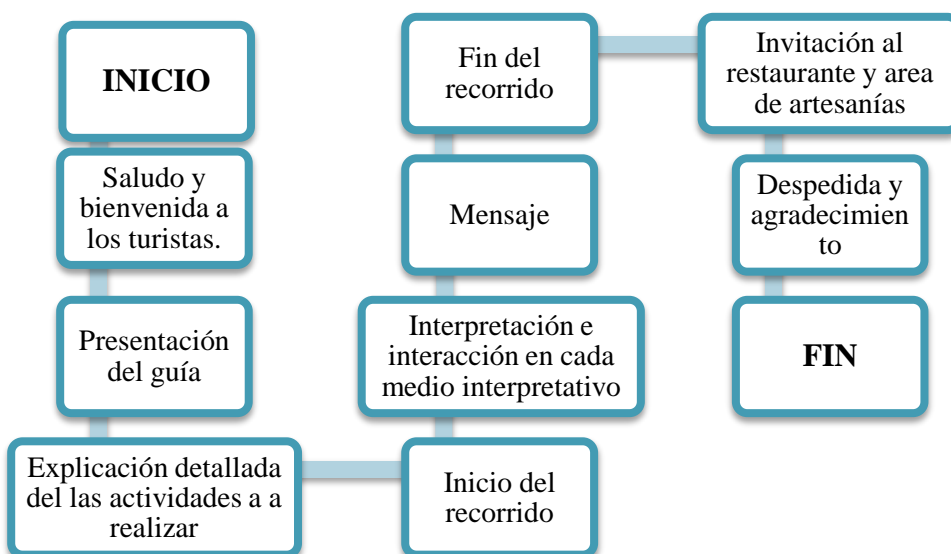 INICIO
Saludo y
bienvenida a
los turistas.
Presentación
del guía
Explicación detallada
del las actividades a a
realizar
Inicio del
recorrido
Interpretación e
interacción en cada
medio interpretativo
Mensaje
Fin del
recorrido
Invitación al
restaurante y area
de artesanías
Despedida y
agradecimien
to
FIN